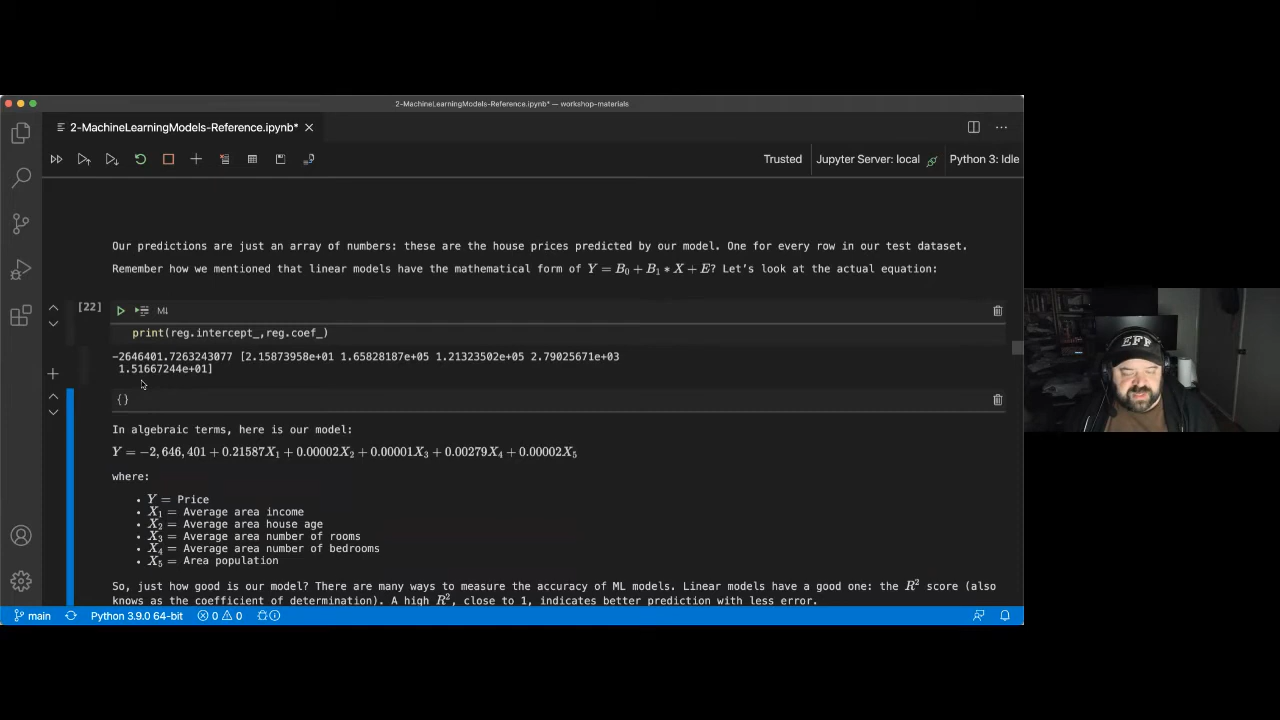 2-MachineLearningModels-Reference.ipynb* — workshop-materials
2-MachineLearningModels-Reference.ipynb*
Trusted
Jupyter Server: local
Python 3: Idle
Our predictions are just an array of numbers: these are the house prices predicted by our model. One for every row in our test dataset.
Remember how we mentioned that linear models have the mathematical form of Y = B₀ + B₁ * X + E? Let's look at the actual equation:
[22]
M↓
print(reg.intercept_,reg.coef_)
-2646401.7263243077 [2.15873958e+01 1.65828187e+05 1.21323502e+05 2.79025671e+03
1.51667244e+01]
{}
In algebraic terms, here is our model:
Y = −2,646,401 + 0.21587X₁ + 0.00002X₂ + 0.00001X₃ + 0.00279X₄ + 0.00002X₅
where:
• Y = Price
• X₁ = Average area income
• X₂ = Average area house age
• X₃ = Average area number of rooms
• X₄ = Average area number of bedrooms
• X₅ = Area population
So, just how good is our model? There are many ways to measure the accuracy of ML models. Linear models have a good one: the R² score (also
knows as the coefficient of determination). A high R², close to 1, indicates better prediction with less error.
main
Python 3.9.0 64-bit
0
0
EFF